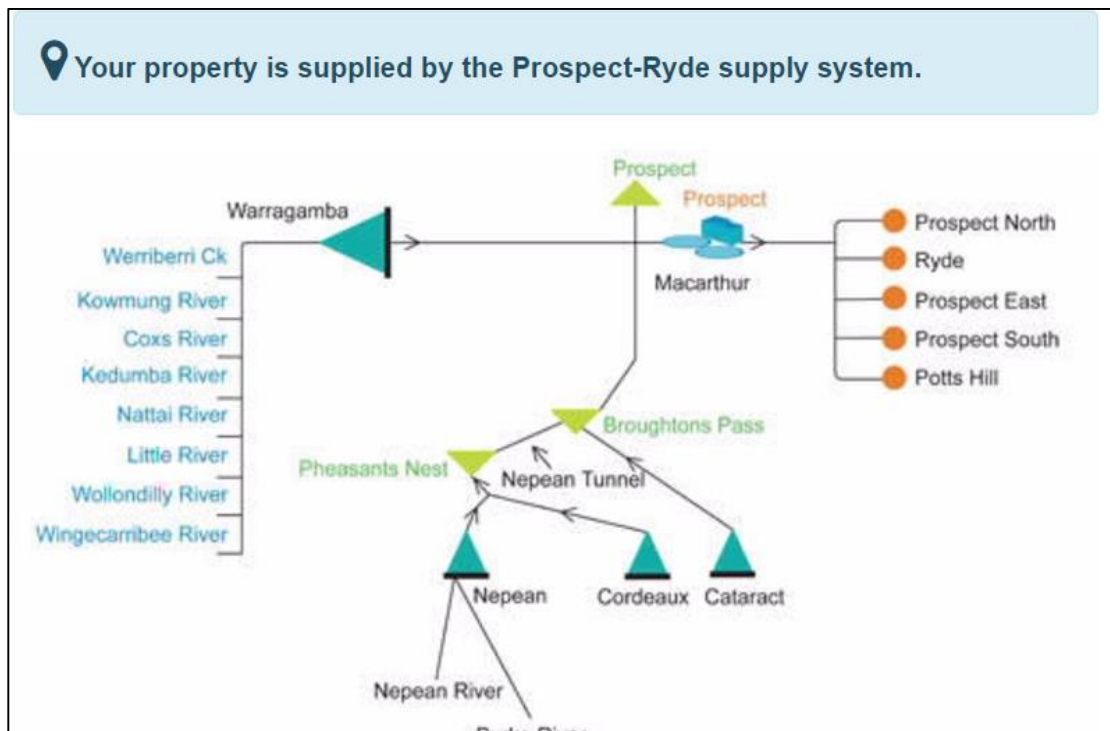 Your property is supplied by the Prospect-Ryde supply system.
Prospect
Prospect
Warragamba
Macarthur
Werriberri Ck
Kowmung River
Coxs River
Kedumba River
Nattai River
Little River
Wollondilly River
Wingecarribee River
Prospect North
Ryde
Prospect East
Prospect South
Potts Hill
Broughtons Pass
Pheasants Nest
Nepean Tunnel
Nepean
Cordeaux
Cataract
Nepean River